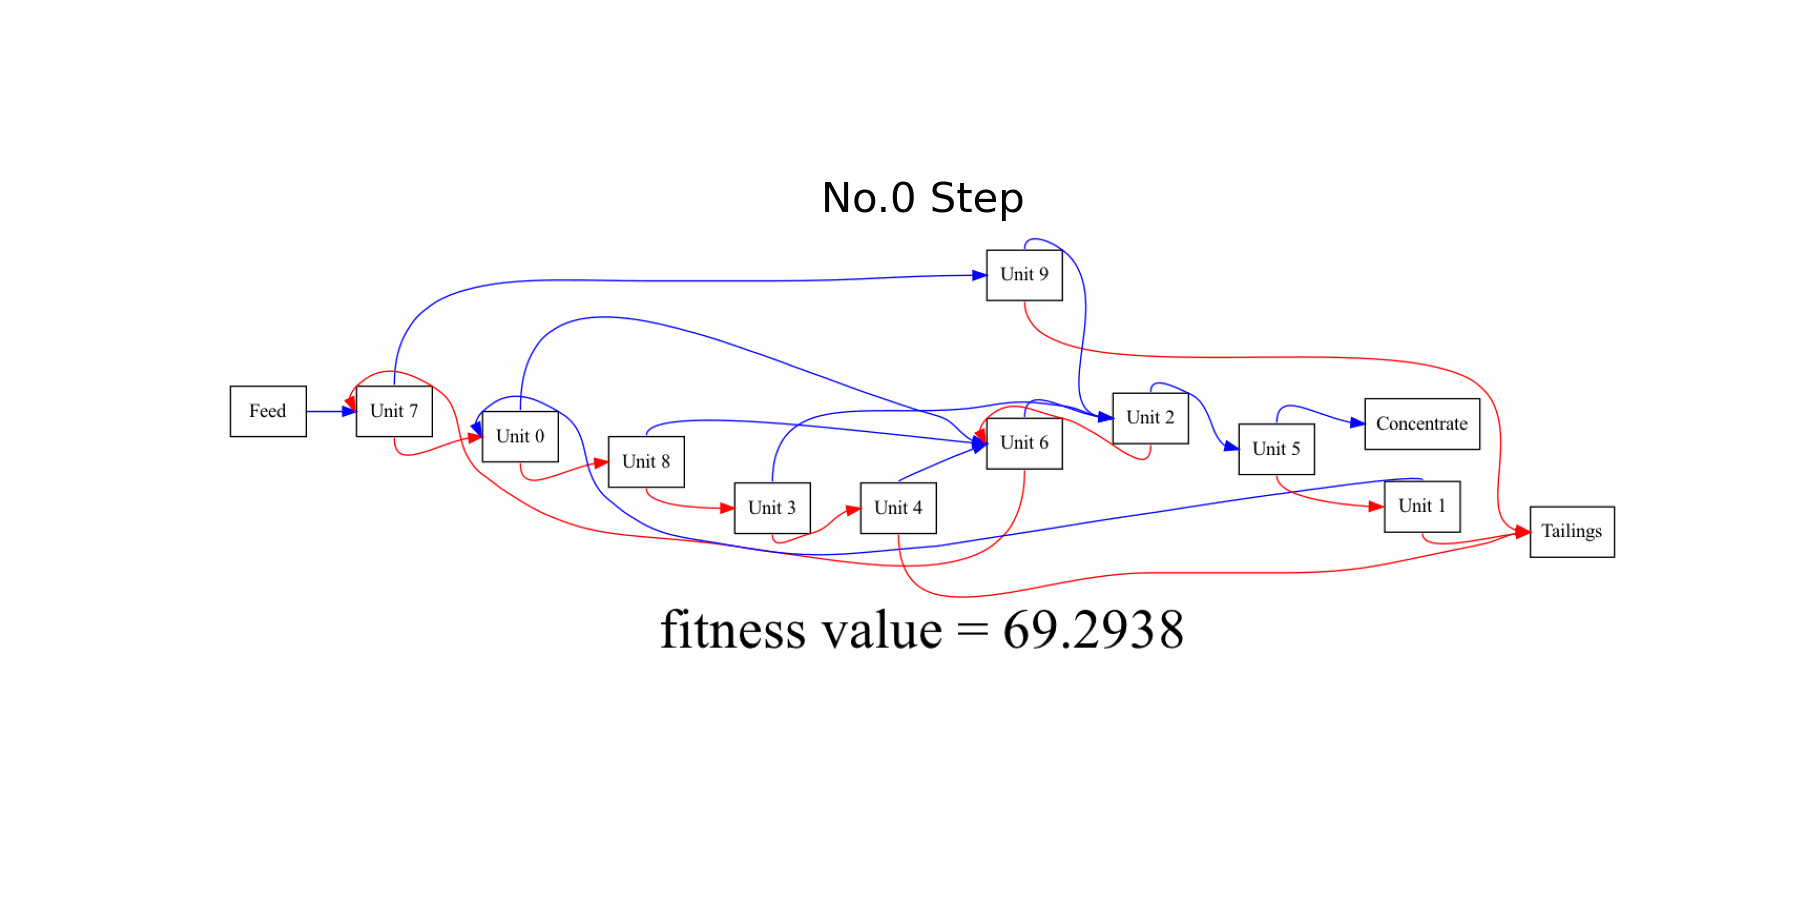 No.0 Step
Unit 9
Feed
Unit 7
Unit 0
Unit 8
Unit 3
Unit 4
Unit 6
Unit 2
Unit 5
Concentrate
Unit 1
Tailings
fitness value = 69.2938